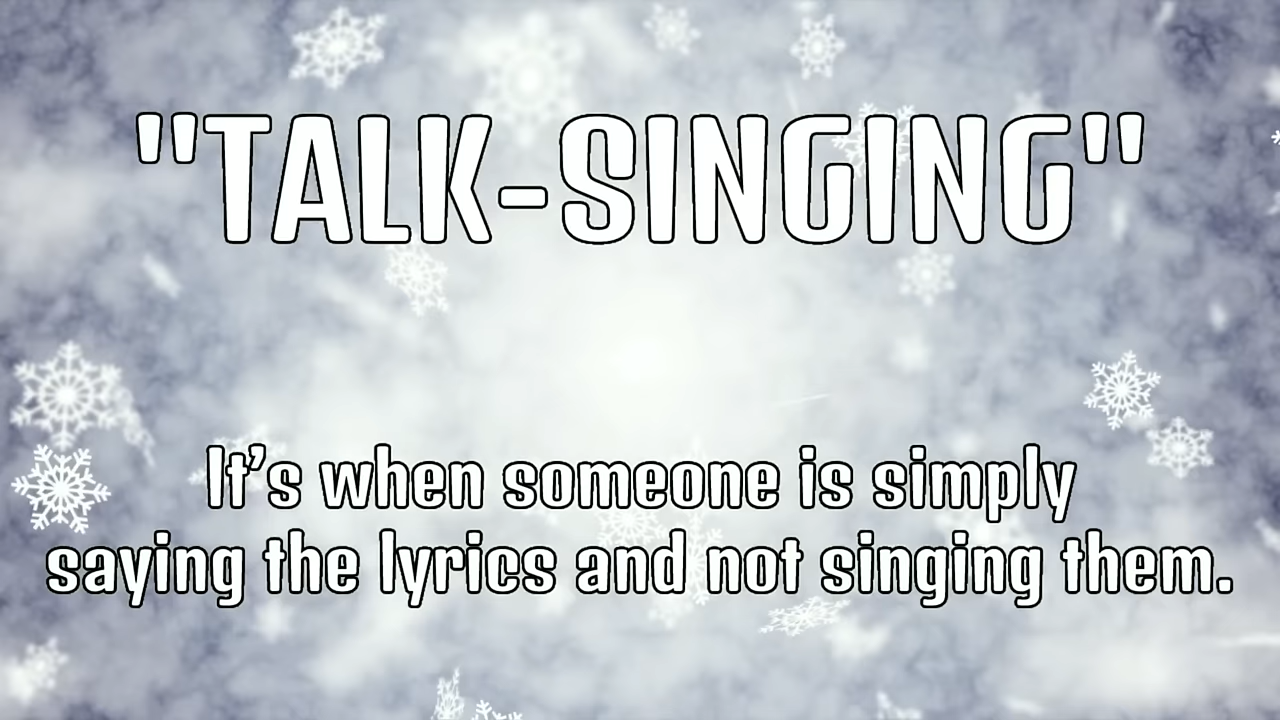 "TALK-SINGING"
It’s when someone is simply
saying the lyrics and not singing them.